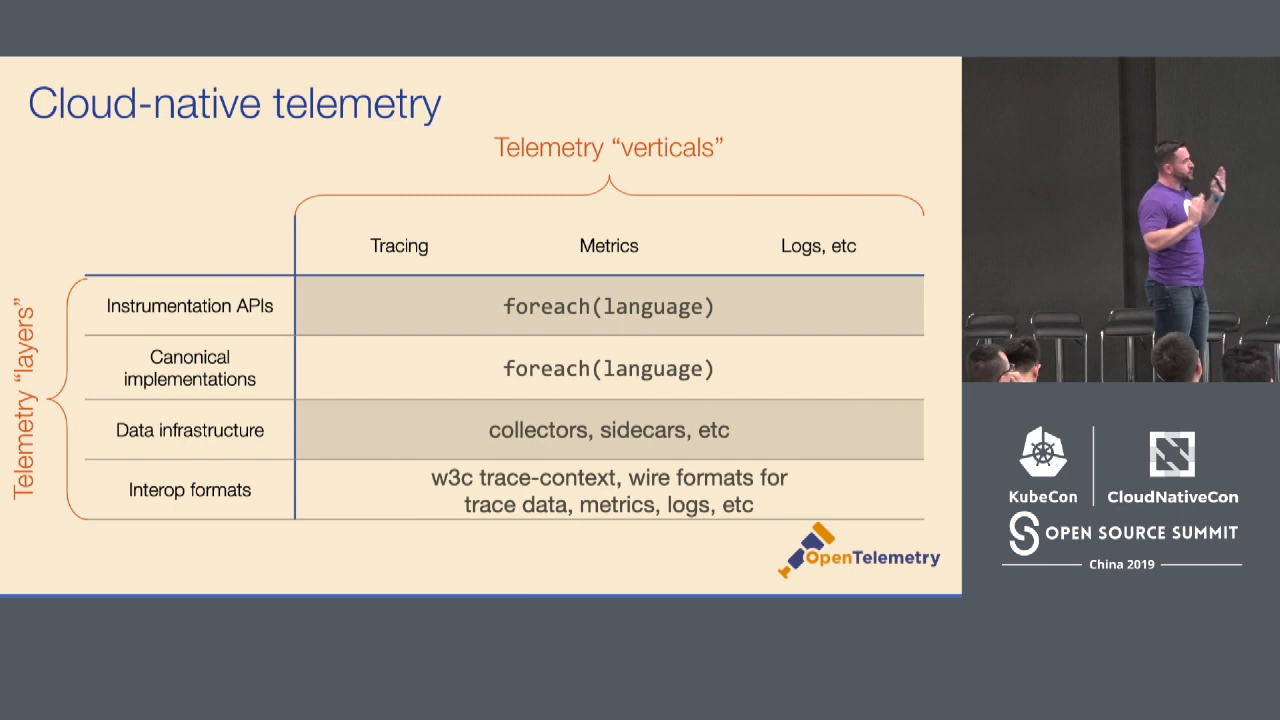 Cloud-native telemetry
Telemetry “verticals”
Tracing Metrics Logs, etc
Telemetry “layers”
Instrumentation APIs foreach(language)
Canonical
implementations
foreach(language)
Data infrastructure collectors, sidecars, etc
Interop formats
w3c trace-context, wire formats for
trace data, metrics, logs, etc
OpenTelemetry
KubeCon CloudNativeCon
OPEN SOURCE SUMMIT
China 2019